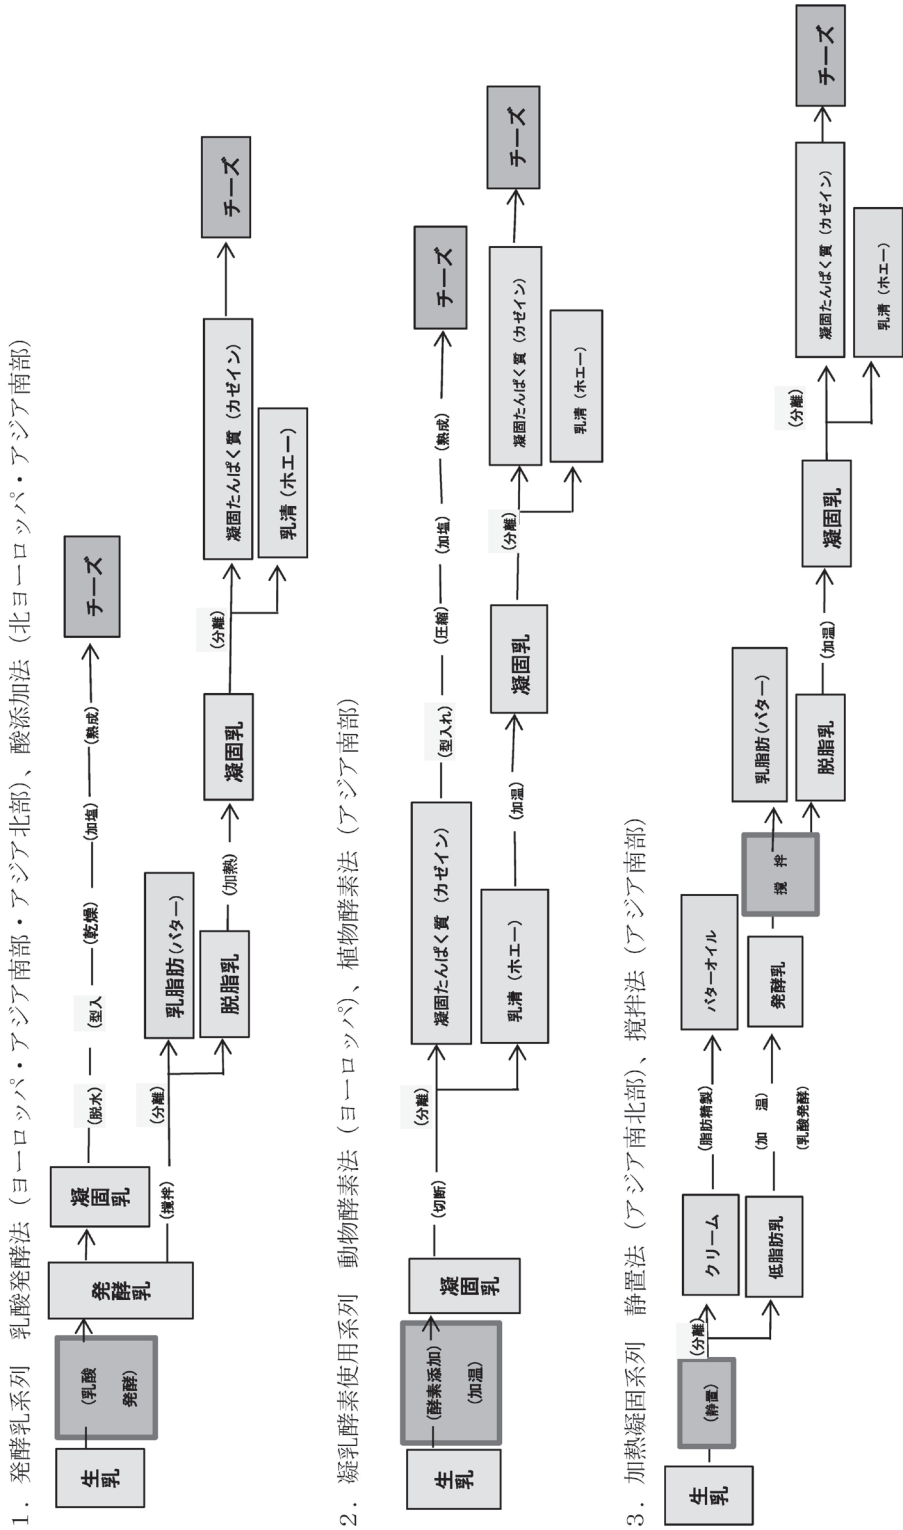 1．発酵乳系列　乳酸発酵法（ヨーロッパ・アジア南部・アジア北部）、酸添加法（北ヨーロッパ・アジア南部）
生乳
（乳酸
発酵）
発酵乳
凝固乳
（脱水）
（型入
（乾燥）
（加塩）
（熟成）
チーズ
（攪拌）
（分離）
乳脂肪（バター）
脱脂乳
（加熱）
凝固乳
（分離）
凝固たんぱく質（カゼイン）
乳清（ホエー）
チーズ
2．凝乳酵素使用系列　動物酵素法（ヨーロッパ）、植物酵素法（アジア南部）
生乳
（酵素添加）
（加温）
凝固乳
（切断）
（分離）
凝固たんぱく質（カゼイン）
（型入れ）
（圧縮）
（加塩）
（熟成）
チーズ
乳清（ホエー）
（加温）
凝固乳
（分離）
凝固たんぱく質（カゼイン）
乳清（ホエー）
チーズ
3．加熱凝固系列　静置法（アジア南北部）、攪拌法（アジア南部）
生乳
（静置）
（分離）
クリーム
（脂肪精製）
バターオイル
低脂肪乳
（加　温）
（乳酸発酵）
発酵乳
攪　拌
乳脂肪（バター）
脱脂乳
（加温）
凝固乳
（分離）
凝固たんぱく質（カゼイン）
乳清（ホエー）
チーズ